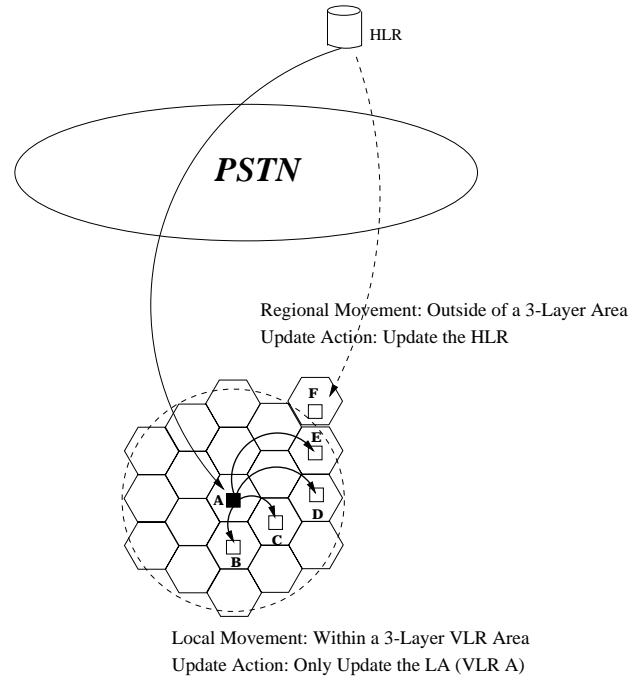 HLR
PSTN
Regional Movement: Outside of a 3-Layer Area
Update Action: Update the HLR
F
E
A
D
C
B
Local Movement: Within a 3-Layer VLR Area
Update Action: Only Update the LA (VLR A)